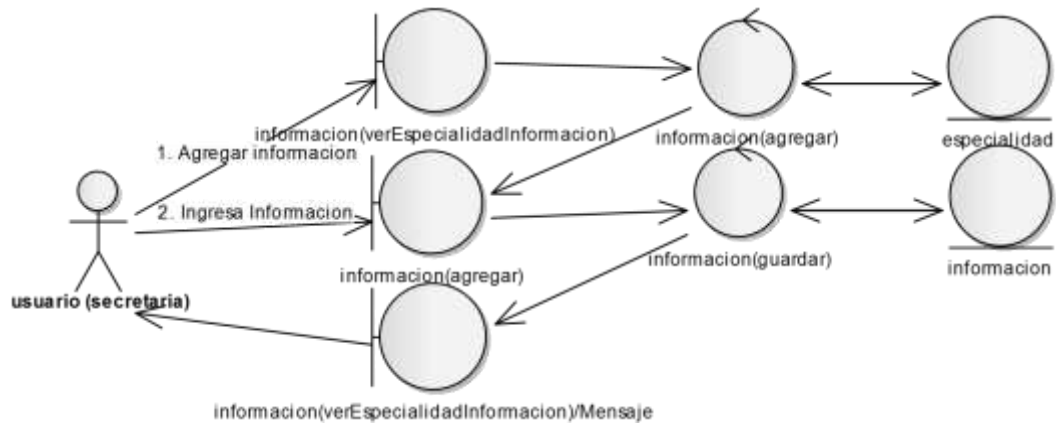 informacion(verEspecialidadInformacion)
informacion(agregar)
especialidad
1. Agregar informacion
2. Ingresa Informacion
informacion(agregar)
informacion(guardar)
informacion
usuario (secretaria)
informacion(verEspecialidadInformacion)/Mensaje